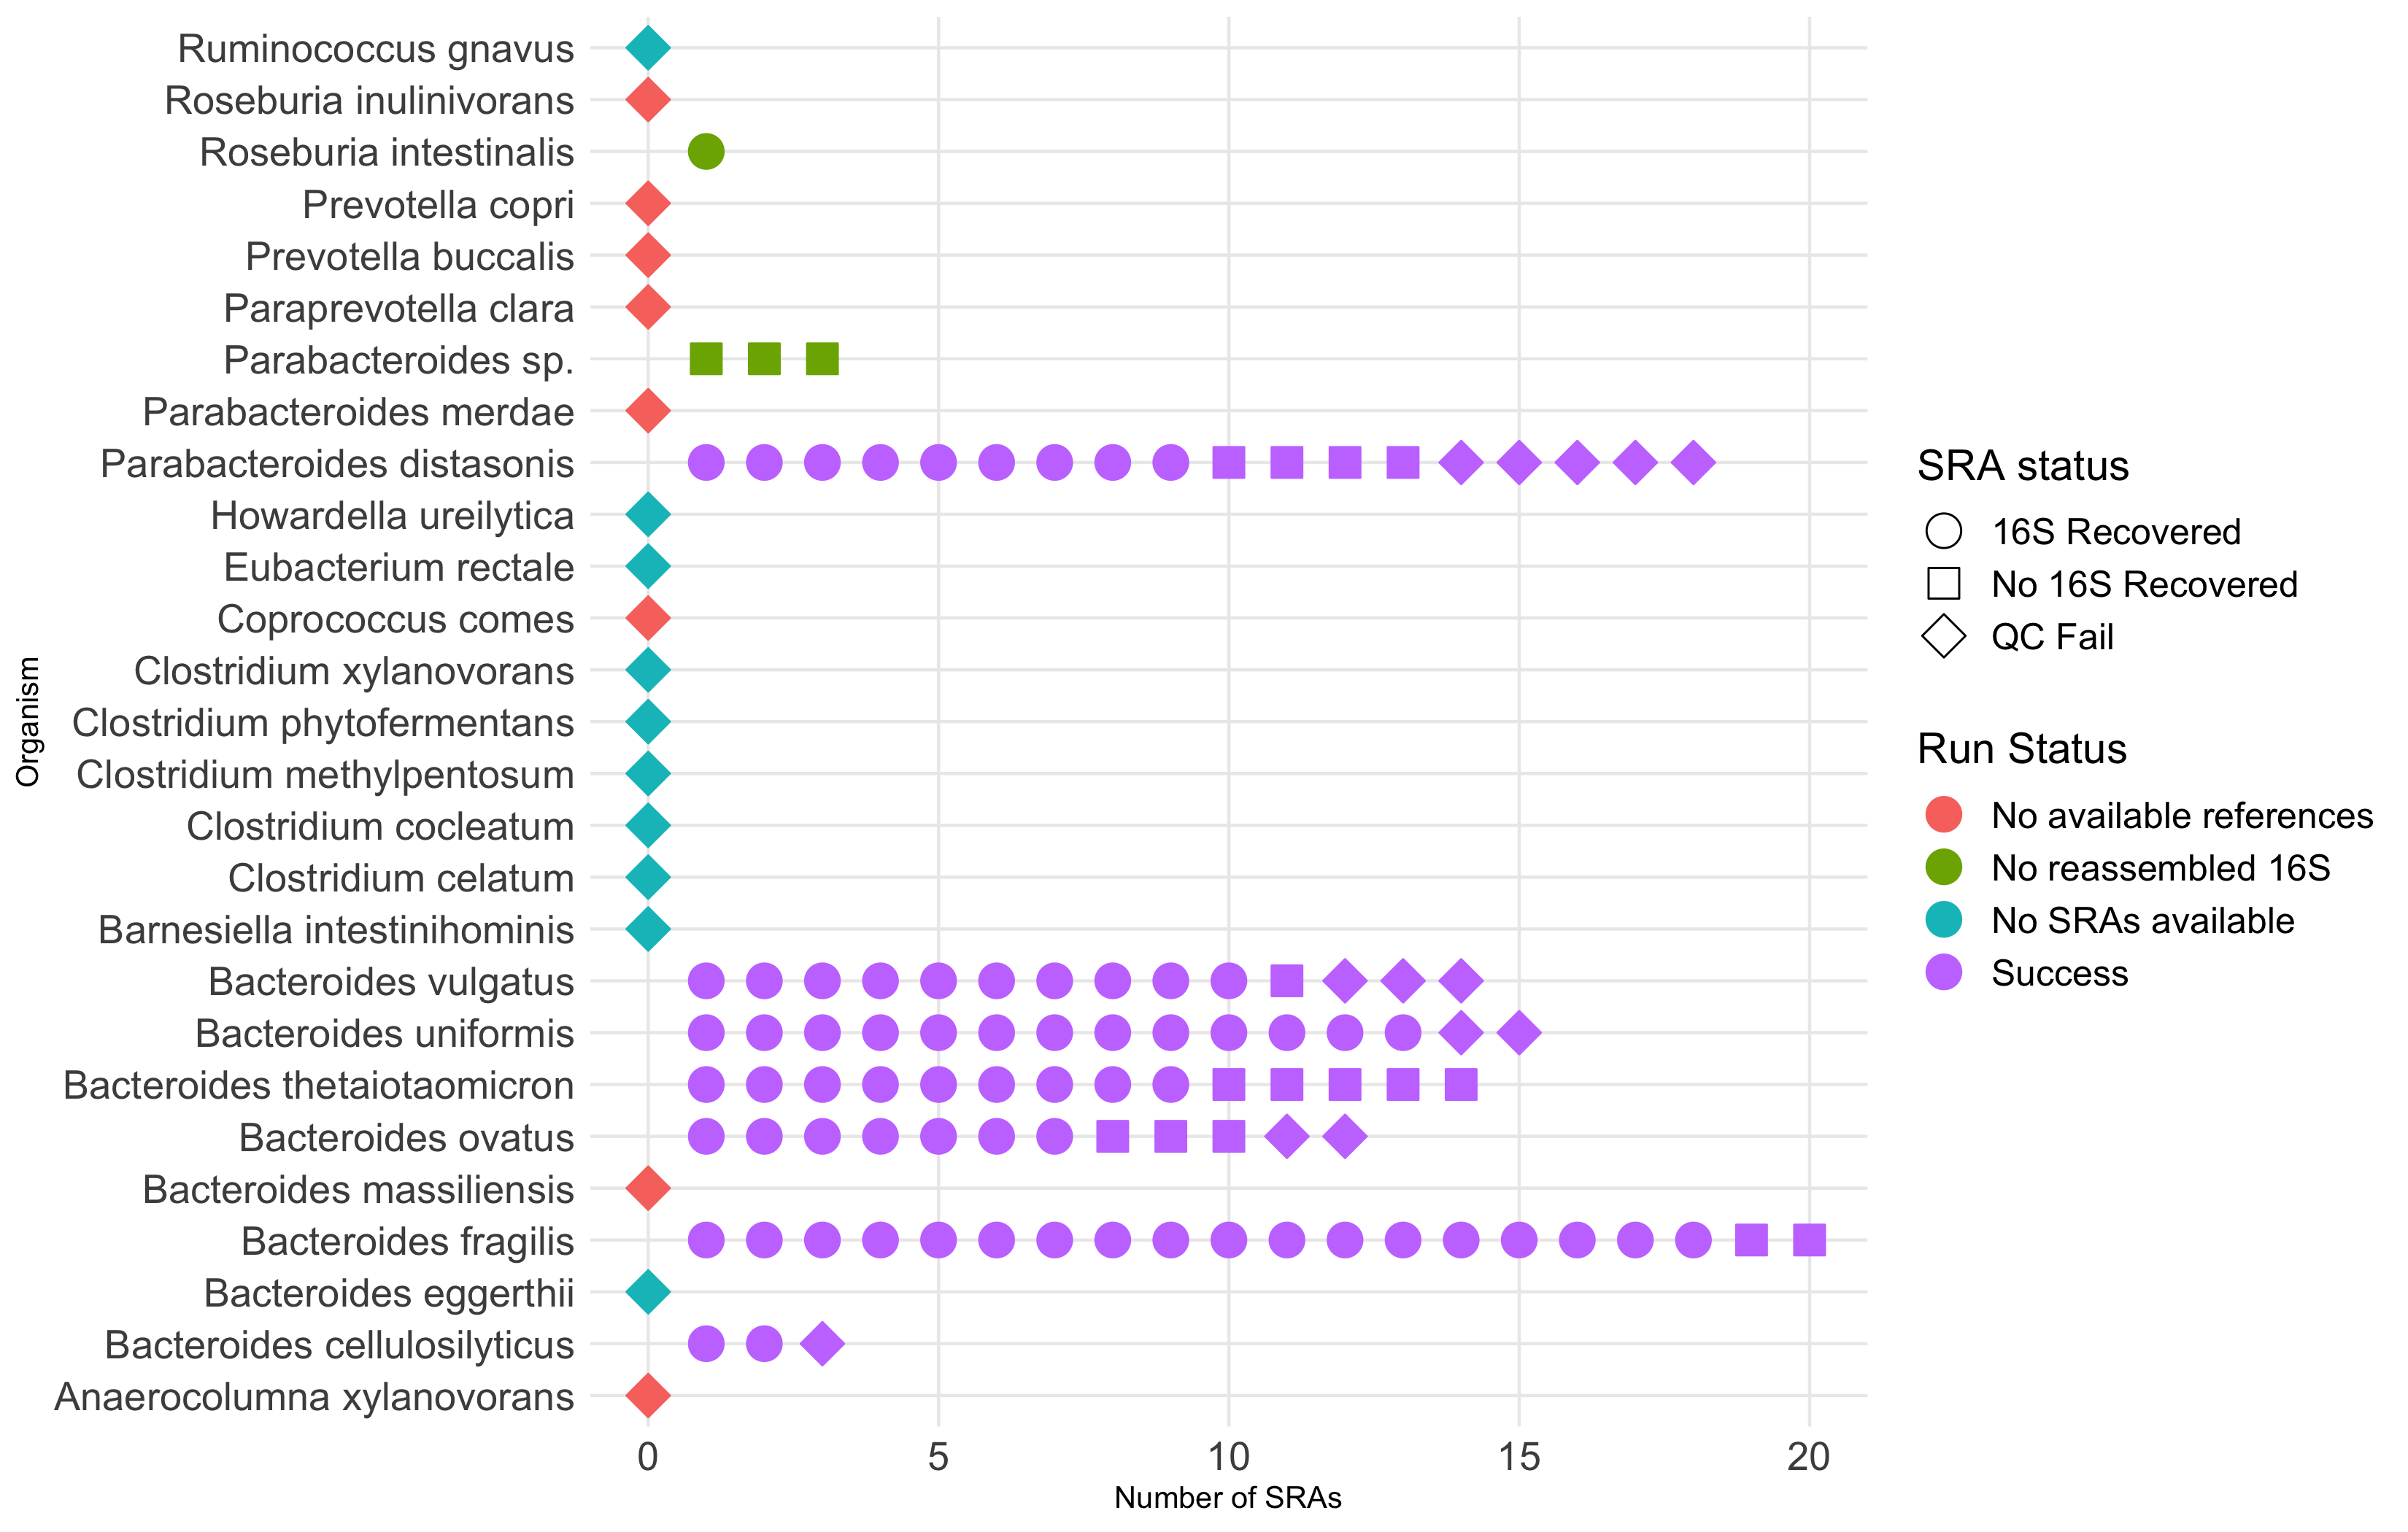 Ruminococcus gnavus
Roseburia inulinivorans
Roseburia intestinalis
Prevotella copri
Prevotella buccalis
Paraprevotella clara
Parabacteroides sp.
Parabacteroides merdae
Parabacteroides distasonis
Howardella ureilytica
Eubacterium rectale
Coprococcus comes
Clostridium xylanovorans
Clostridium phytofermentans
Clostridium methylpentosum
Clostridium cocleatum
Clostridium celatum
Barnesiella intestinihominis
Bacteroides vulgatus
Bacteroides uniformis
Bacteroides thetaiotaomicron
Bacteroides ovatus
Bacteroides massiliensis
Bacteroides fragilis
Bacteroides eggerthii
Bacteroides cellulosilyticus
Anaerocolumna xylanovorans
Organism
0 5 10 15 20
Number of SRAs
SRA status
16S Recovered
No 16S Recovered
QC Fail
Run Status
No available references
No reassembled 16S
No SRAs available
Success